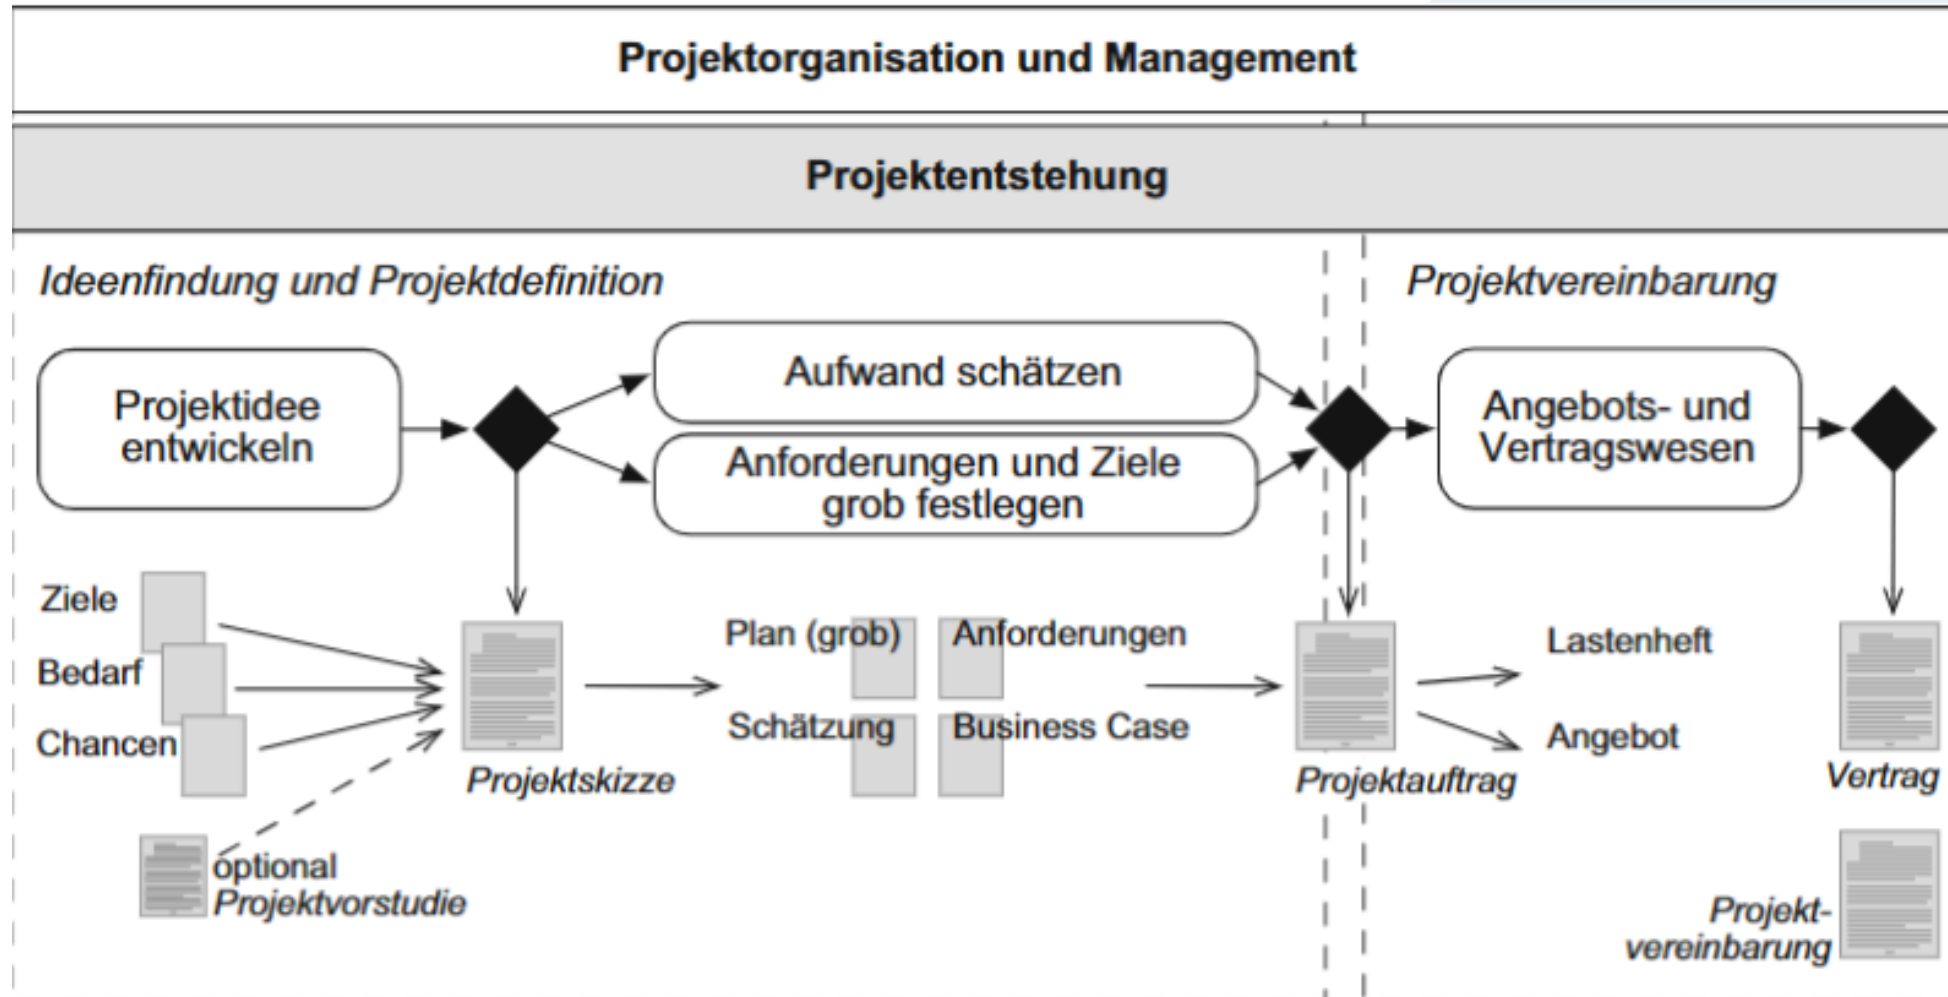 Projektorganisation und Management
Projektentstehung
Ideenfindung und Projektdefinition
Projektvereinbarung
Projektidee
entwickeln
Aufwand schätzen
Anforderungen und Ziele
grob festlegen
Angebots- und
Vertragswesen
Ziele
Bedarf
Chancen
optional
Projektvorstudie
Projektskizze
Plan (grob)
Anforderungen
Schätzung
Business Case
Projektauftrag
Lastenheft
Angebot
Vertrag
Projekt-
vereinbarung